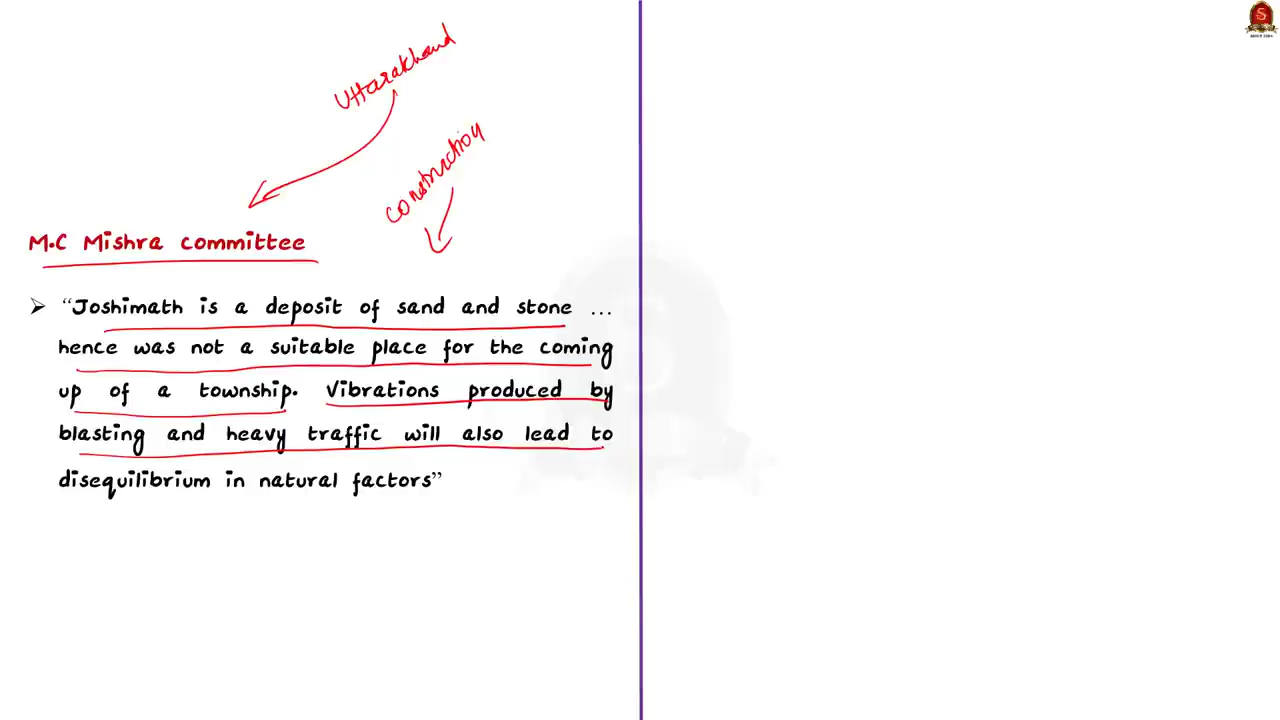 Uttarakhand
Construction
M.C Mishra committee
➢ “Joshimath is a deposit of sand and stone ...
hence was not a suitable place for the coming
up of a township. Vibrations produced by
blasting and heavy traffic will also lead to
disequilibrium in natural factors”